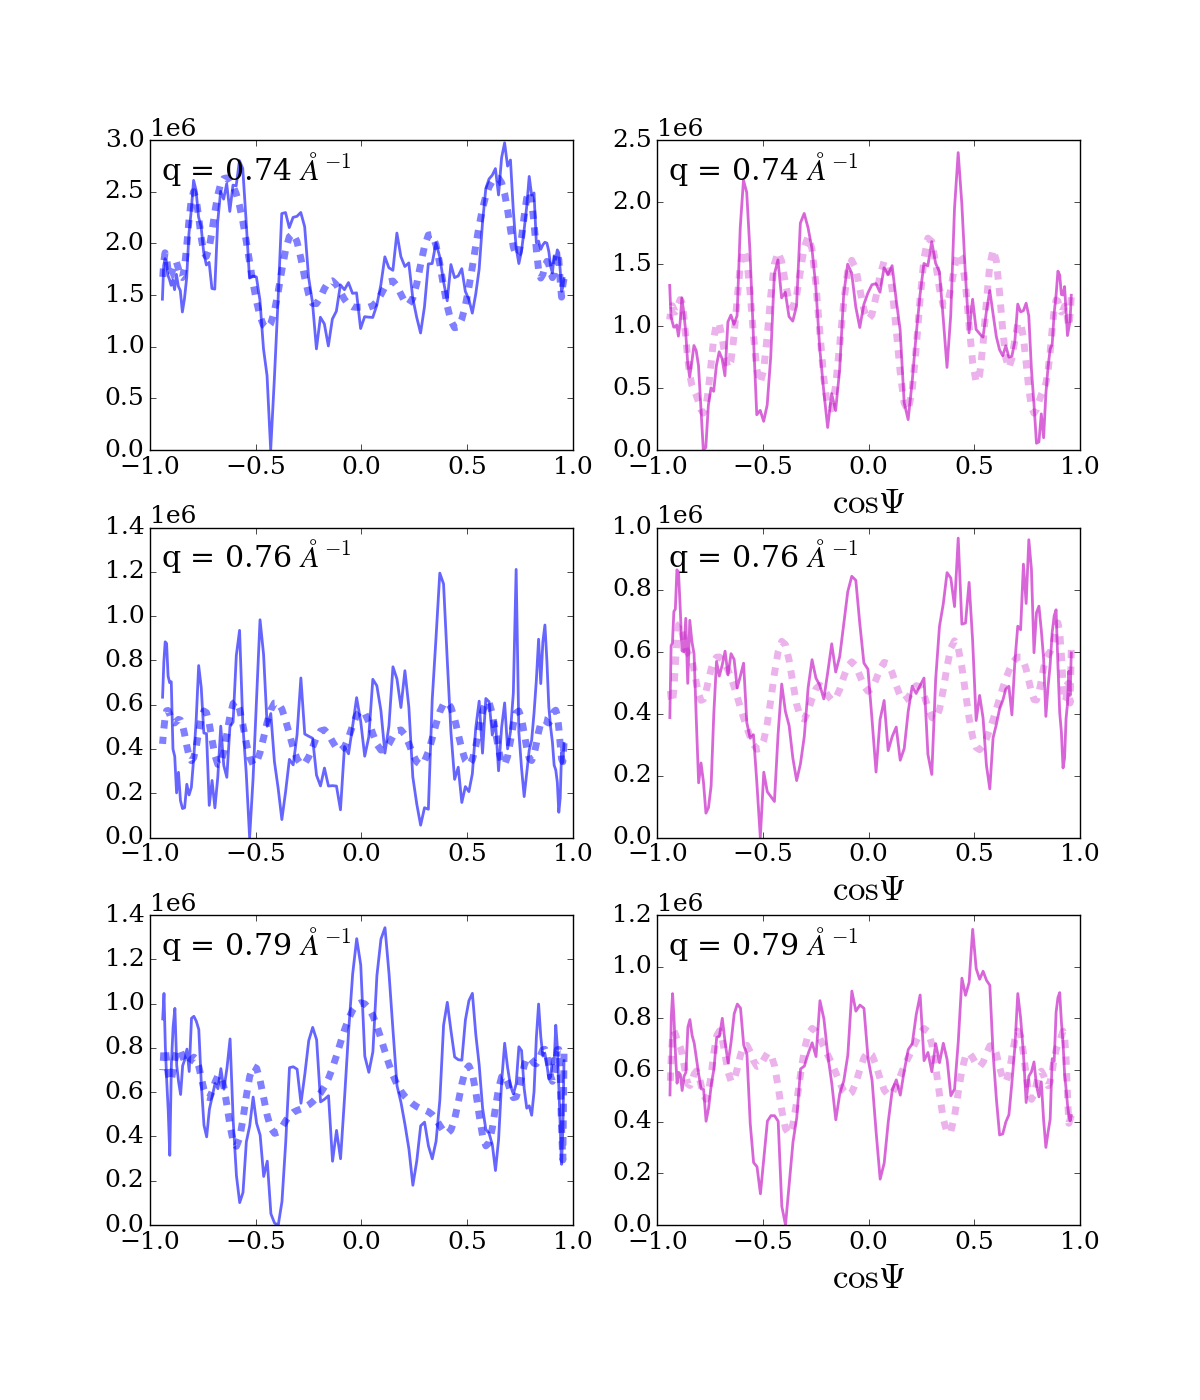 1e6 1e6
3.0 2.5
q = 0.74 Å⁻¹ q = 0.74 Å⁻¹
2.5 2.0
2.0 1.5
1.5 1.0
1.0 0.5
0.5
0.0 0.0
−1.0 −0.5 0.0 0.5 1.0 −1.0 −0.5 0.0 0.5 1.0
cosΨ
1e6 1e6
1.4 1.0
q = 0.76 Å⁻¹ q = 0.76 Å⁻¹
1.2 0.8
1.0 0.6
0.8 0.4
0.6 0.2
0.4
0.2
0.0 0.0
−1.0 −0.5 0.0 0.5 1.0 −1.0 −0.5 0.0 0.5 1.0
cosΨ
1e6 1e6
1.4 1.2
q = 0.79 Å⁻¹ q = 0.79 Å⁻¹
1.2 1.0
1.0 0.8
0.8 0.6
0.6 0.4
0.4 0.2
0.2
0.0 0.0
−1.0 −0.5 0.0 0.5 1.0 −1.0 −0.5 0.0 0.5 1.0
cosΨ